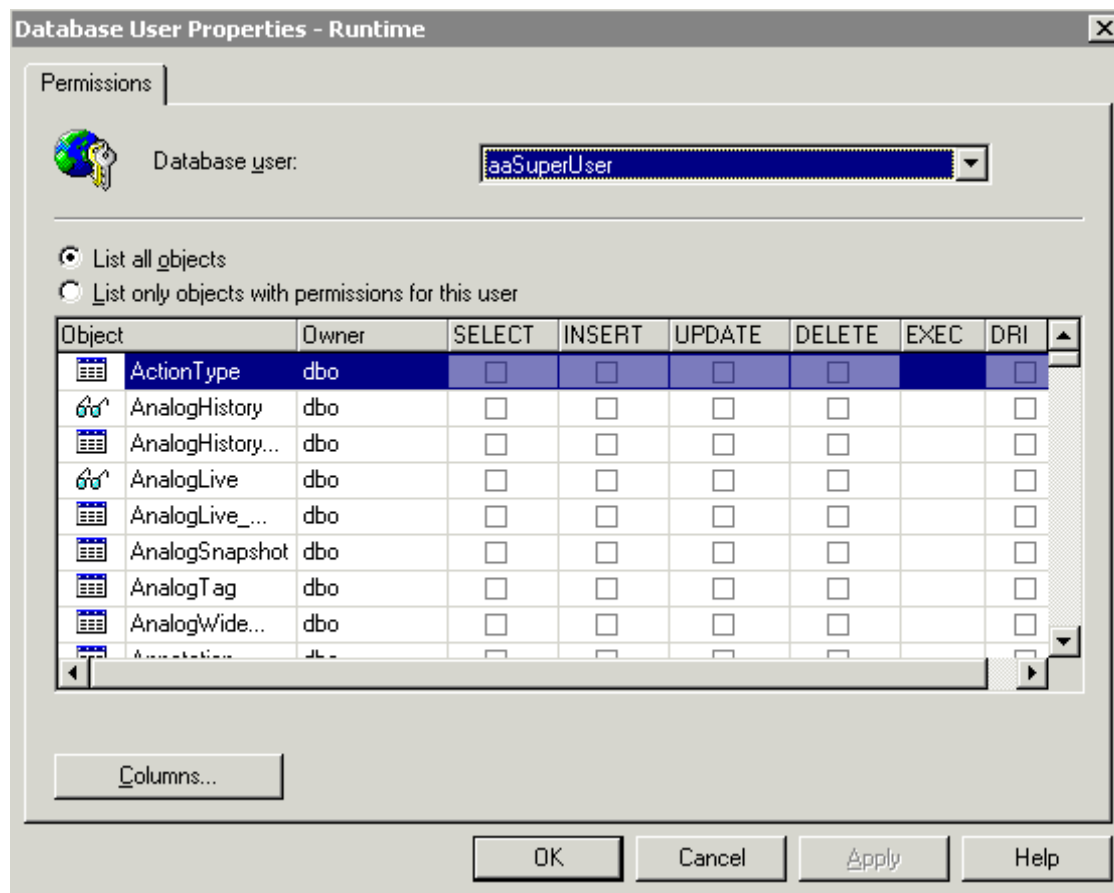 Database User Properties - Runtime
Permissions
Database user:
aaSuperUser
List all objects
List only objects with permissions for this user
Object Owner SELECT INSERT UPDATE DELETE EXEC DRI
ActionType dbo
AnalogHistory dbo
AnalogHistory... dbo
AnalogLive dbo
AnalogLive_... dbo
AnalogSnapshot dbo
AnalogTag dbo
AnalogWide... dbo
Annotation dbo
Columns...
OK Cancel Apply Help